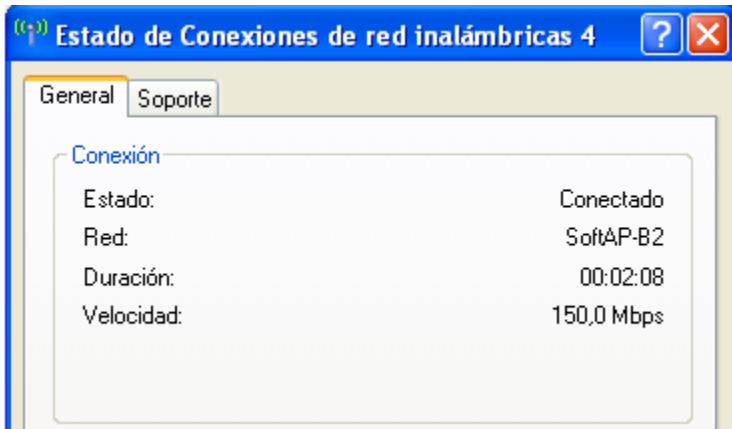 Estado de Conexiones de red inalámbricas 4
General Soporte
Conexión
Estado: Conectado
Red: SoftAP-B2
Duración: 00:02:08
Velocidad: 150,0 Mbps